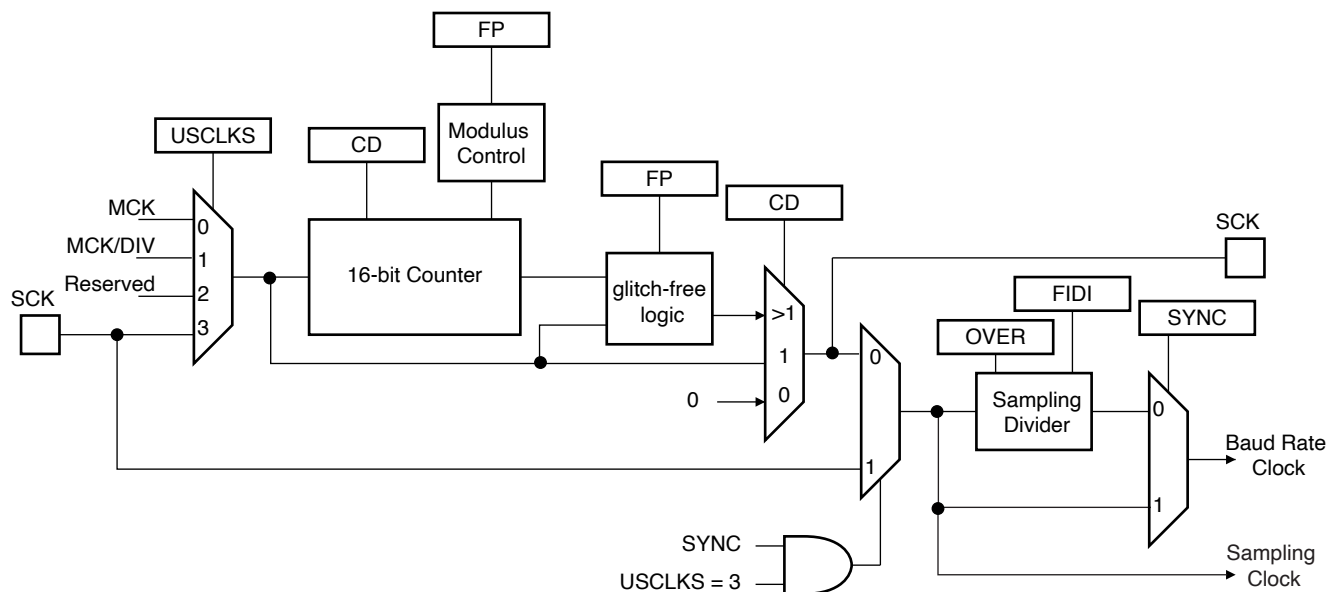 FP
USCLKS
CD
Modulus
Control
FP
CD
MCK
0
MCK/DIV
1
Reserved
2
SCK
3
16-bit Counter
glitch-free
logic
>1
1
0
0
SCK
FIDI
OVER
SYNC
0
1
Sampling
Divider
0
1
Baud Rate
Clock
SYNC
USCLKS = 3
Sampling
Clock